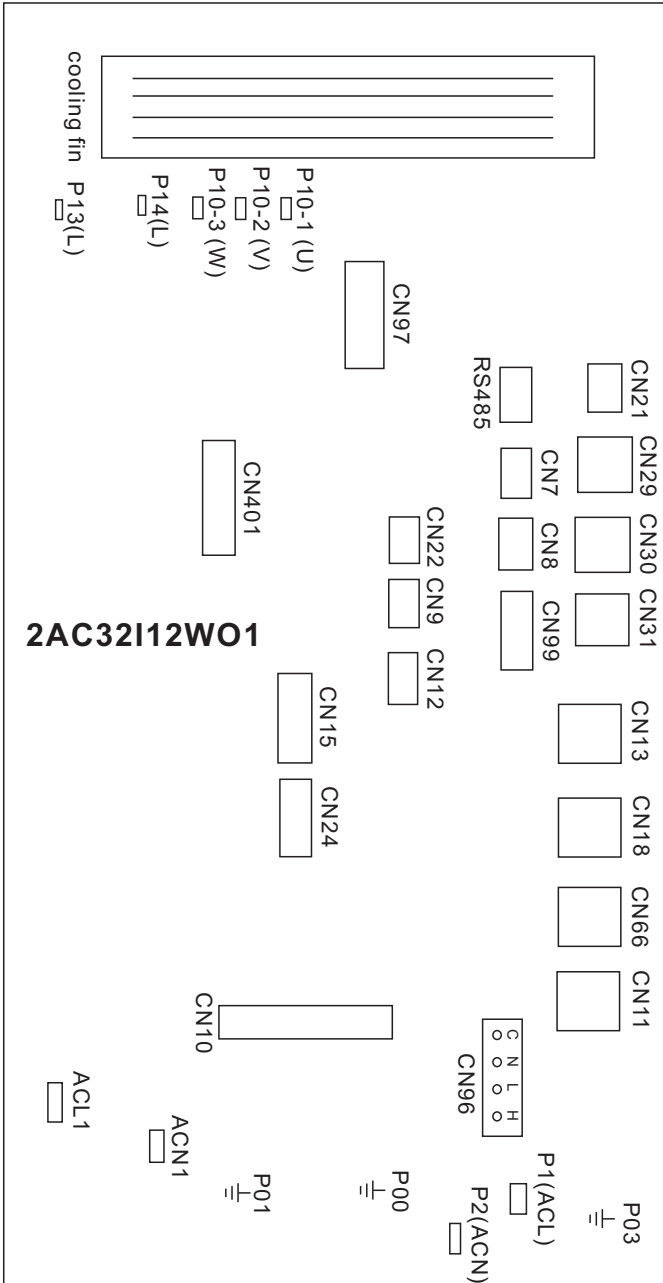 cooling fin
P13(L)
P14(L)
P10-3 (W)
P10-2 (V)
P10-1 (U)
CN97
RS485
CN21
CN7
CN29
CN401
CN22
CN8
CN30
CN9
CN99
CN31
2AC32I12WO1
CN12
CN15
CN13
CN24
CN18
CN66
CN10
CN11
CN96
C N L H
ACL1
ACN1
P01
P00
P2(ACN)
P1(ACL)
P03